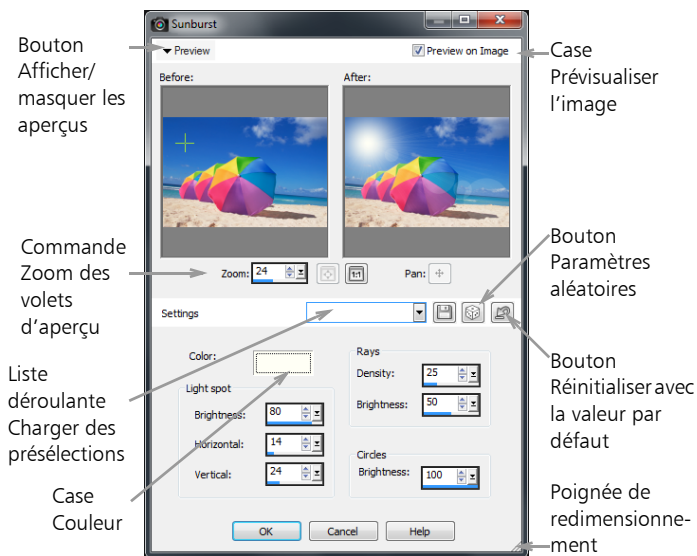 Sunburst
Bouton
Afficher/
masquer les
aperçus
Preview
Preview on Image
Case
Prévisualiser
l’image
Before:
After:
Commande
Zoom des
volets
d’aperçu
Zoom: 24
1:1
Pan:
Bouton
Paramètres
aléatoires
Settings
Liste
déroulante
Charger des
présélections
Color:
Light spot
Brightness: 80
Horizontal: 14
Vertical: 24
Rays
Density: 25
Brightness: 50
Circles
Brightness: 100
Bouton
Réinitialiser avec
la valeur par
défaut
Case
Couleur
OK
Cancel
Help
Poignée de
redimensionne-
ment